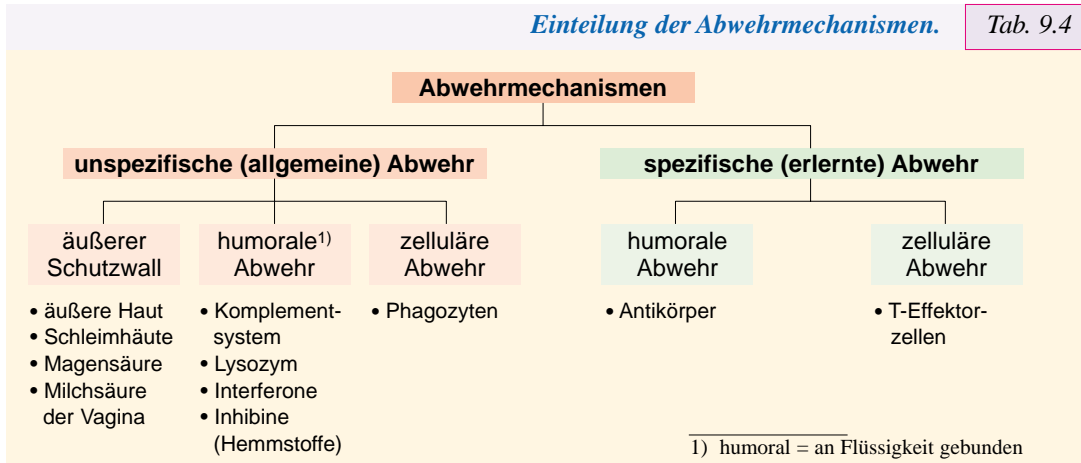 Einteilung der Abwehrmechanismen.
Tab. 9.4
Abwehrmechanismen
unspezifische (allgemeine) Abwehr
spezifische (erlernte) Abwehr
äußerer
Schutzwall
• äußere Haut
• Schleimhäute
• Magensäure
• Milchsäure
der Vagina
humorale1)
Abwehr
• Komplement-
system
• Lysozym
• Interferone
• Inhibine
(Hemmstoffe)
zelluläre
Abwehr
• Phagozyten
humorale
Abwehr
• Antikörper
zelluläre
Abwehr
• T-Effektor-
zellen
1) humoral = an Flüssigkeit gebunden